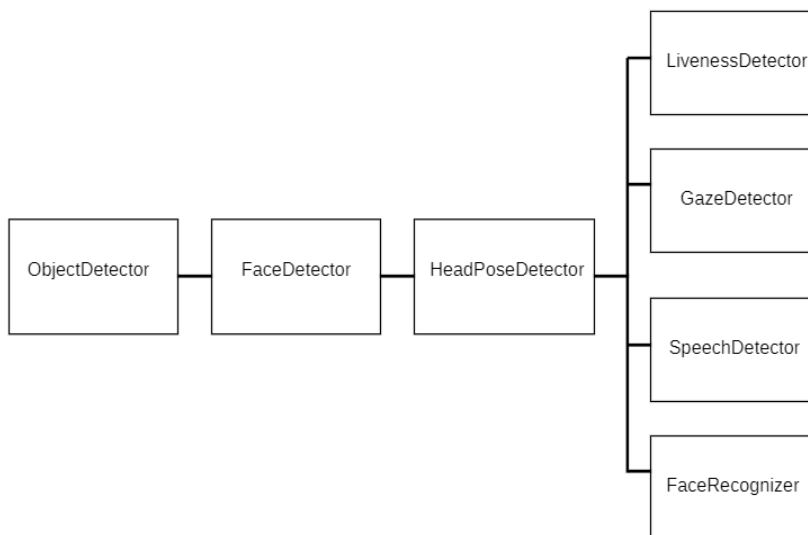 LivenessDetector
GazeDetector
ObjectDetector
FaceDetector
HeadPoseDetector
SpeechDetector
FaceRecognizer